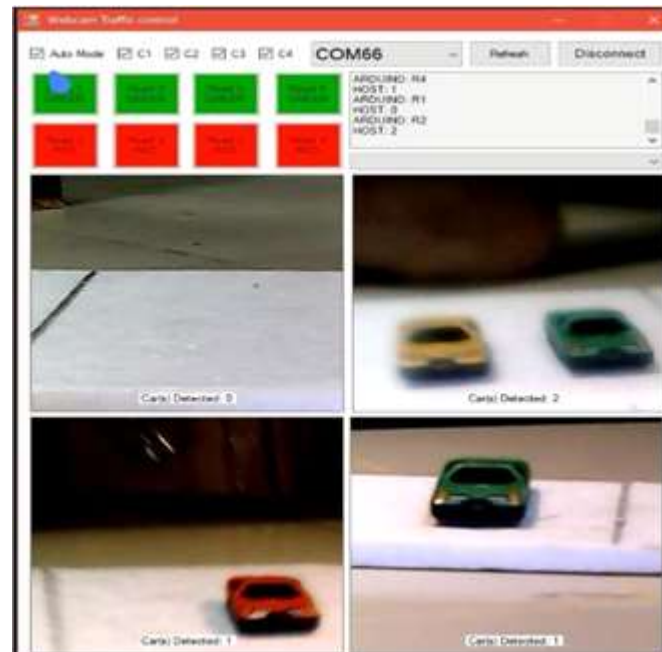 Webcam Traffic control
Auto Mode C1 C2 C3 C4 COM66 Refresh Disconnect
ARDUINO: R4
HOST: 1
ARDUINO: R1
HOST: 0
ARDUINO: R2
HOST: 2
Car(s) Detected: 0
Car(s) Detected: 2
Car(s) Detected: 1
Car(s) Detected: 1